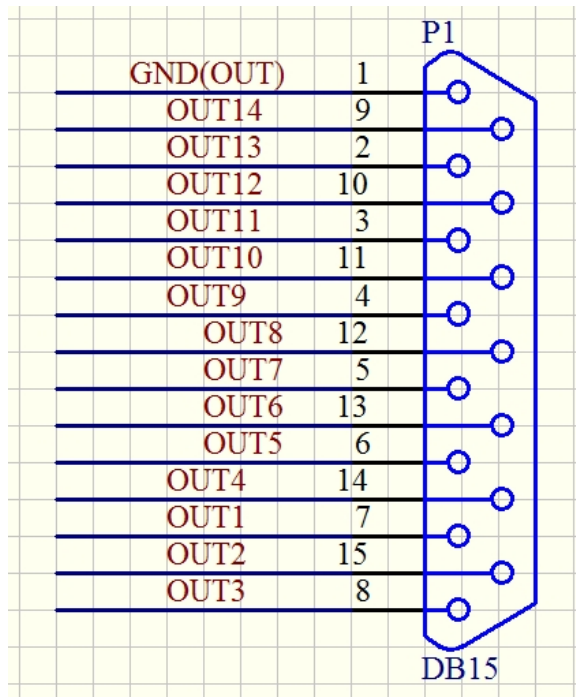 P1
GND(OUT) 1
OUT14 9
OUT13 2
OUT12 10
OUT11 3
OUT10 11
OUT9 4
OUT8 12
OUT7 5
OUT6 13
OUT5 6
OUT4 14
OUT1 7
OUT2 15
OUT3 8
DB15